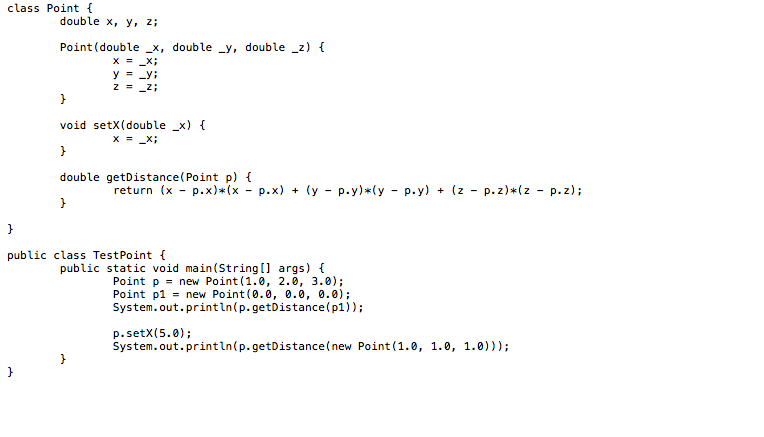 class Point {
double x, y, z;
Point(double _x, double _y, double _z) {
x = _x;
y = _y;
z = _z;
}
void setX(double _x) {
x = _x;
}
double getDistance(Point p) {
return (x - p.x)*(x - p.x) + (y - p.y)*(y - p.y) + (z - p.z)*(z - p.z);
}
}
public class TestPoint {
public static void main(String[] args) {
Point p = new Point(1.0, 2.0, 3.0);
Point p1 = new Point(0.0, 0.0, 0.0);
System.out.println(p.getDistance(p1));
p.setX(5.0);
System.out.println(p.getDistance(new Point(1.0, 1.0, 1.0)));
}
}